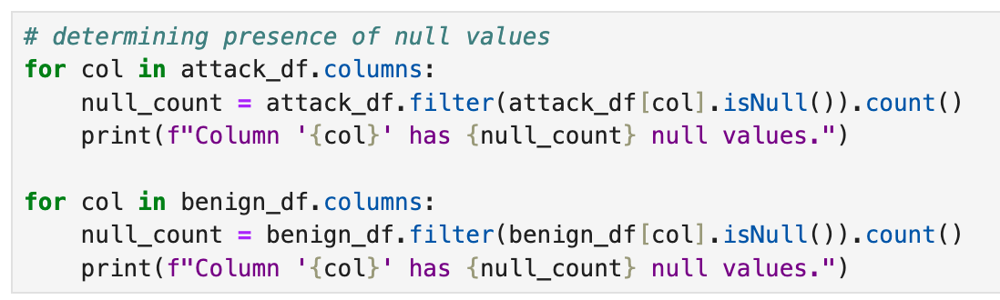 # determining presence of null values
for col in attack_df.columns:
    null_count = attack_df.filter(attack_df[col].isNull()).count()
    print(f"Column '{col}' has {null_count} null values.")

for col in benign_df.columns:
    null_count = benign_df.filter(benign_df[col].isNull()).count()
    print(f"Column '{col}' has {null_count} null values.")